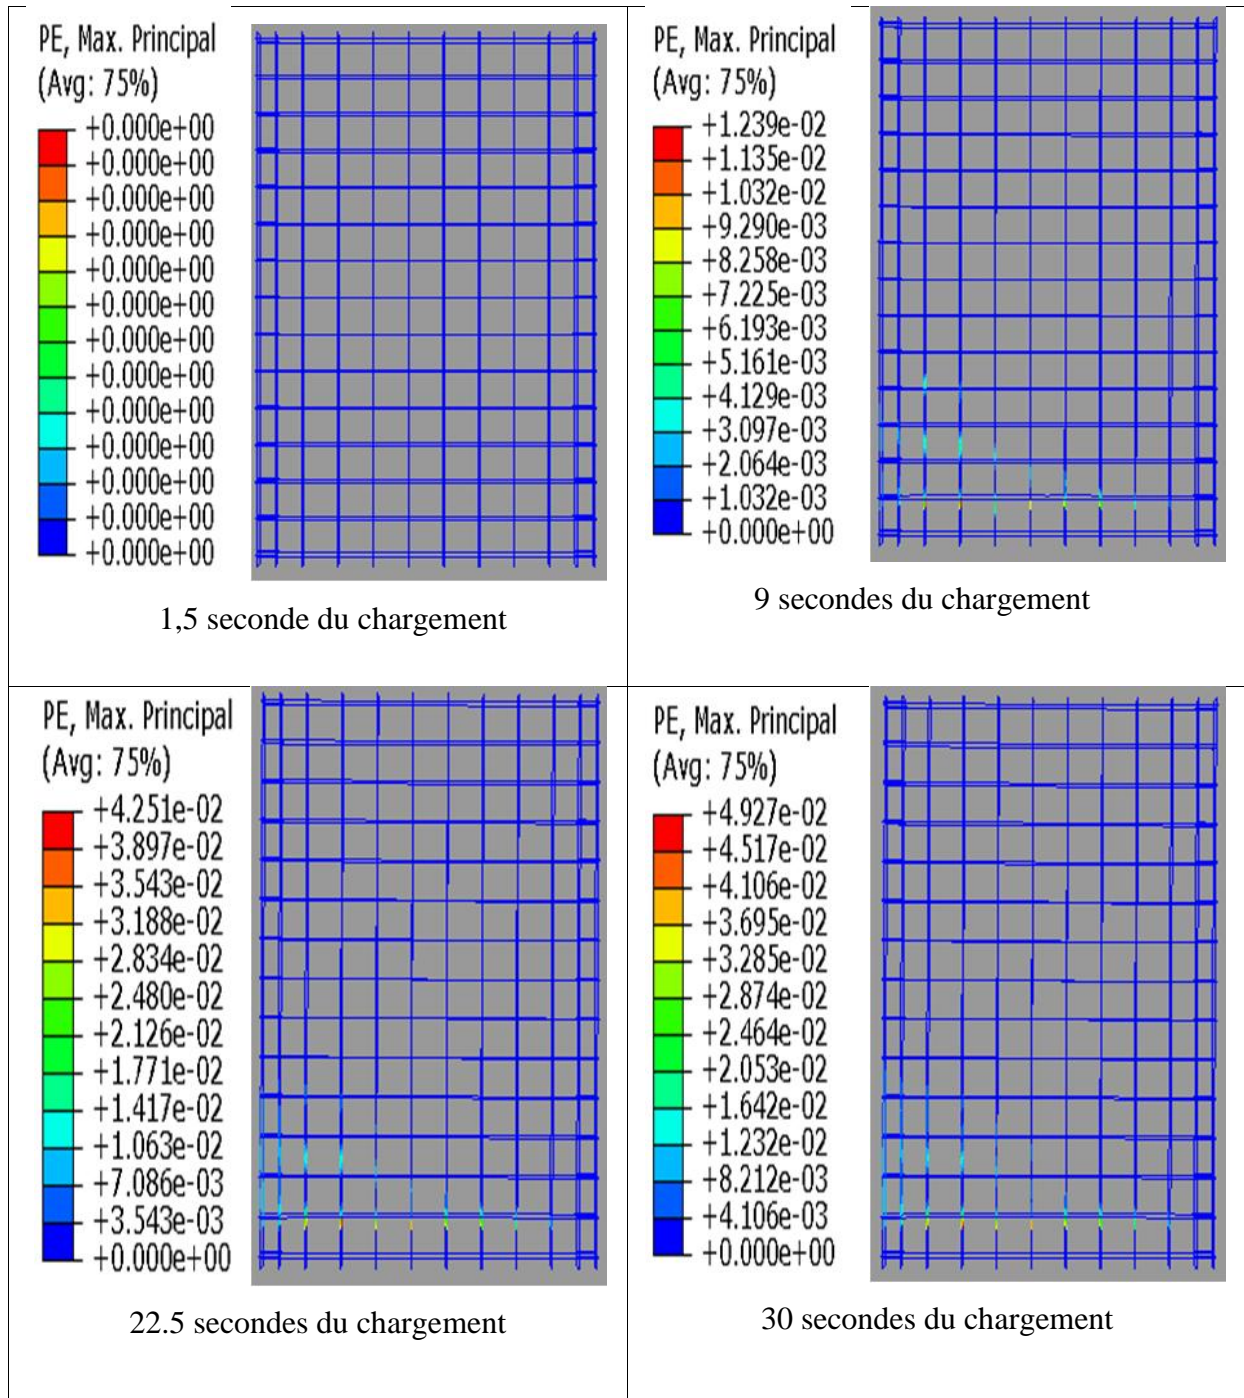 PE, Max. Principal
(Avg: 75%)
+0.000e+00
+0.000e+00
+0.000e+00
+0.000e+00
+0.000e+00
+0.000e+00
+0.000e+00
+0.000e+00
+0.000e+00
+0.000e+00
+0.000e+00
+0.000e+00
+0.000e+00
1,5 seconde du chargement
PE, Max. Principal
(Avg: 75%)
+1.239e-02
+1.135e-02
+1.032e-02
+9.290e-03
+8.258e-03
+7.225e-03
+6.193e-03
+5.161e-03
+4.129e-03
+3.097e-03
+2.064e-03
+1.032e-03
+0.000e+00
9 secondes du chargement
PE, Max. Principal
(Avg: 75%)
+4.251e-02
+3.897e-02
+3.543e-02
+3.188e-02
+2.834e-02
+2.480e-02
+2.126e-02
+1.771e-02
+1.417e-02
+1.063e-02
+7.086e-03
+3.543e-03
+0.000e+00
22.5 secondes du chargement
PE, Max. Principal
(Avg: 75%)
+4.927e-02
+4.517e-02
+4.106e-02
+3.695e-02
+3.285e-02
+2.874e-02
+2.464e-02
+2.053e-02
+1.642e-02
+1.232e-02
+8.212e-03
+4.106e-03
+0.000e+00
30 secondes du chargement